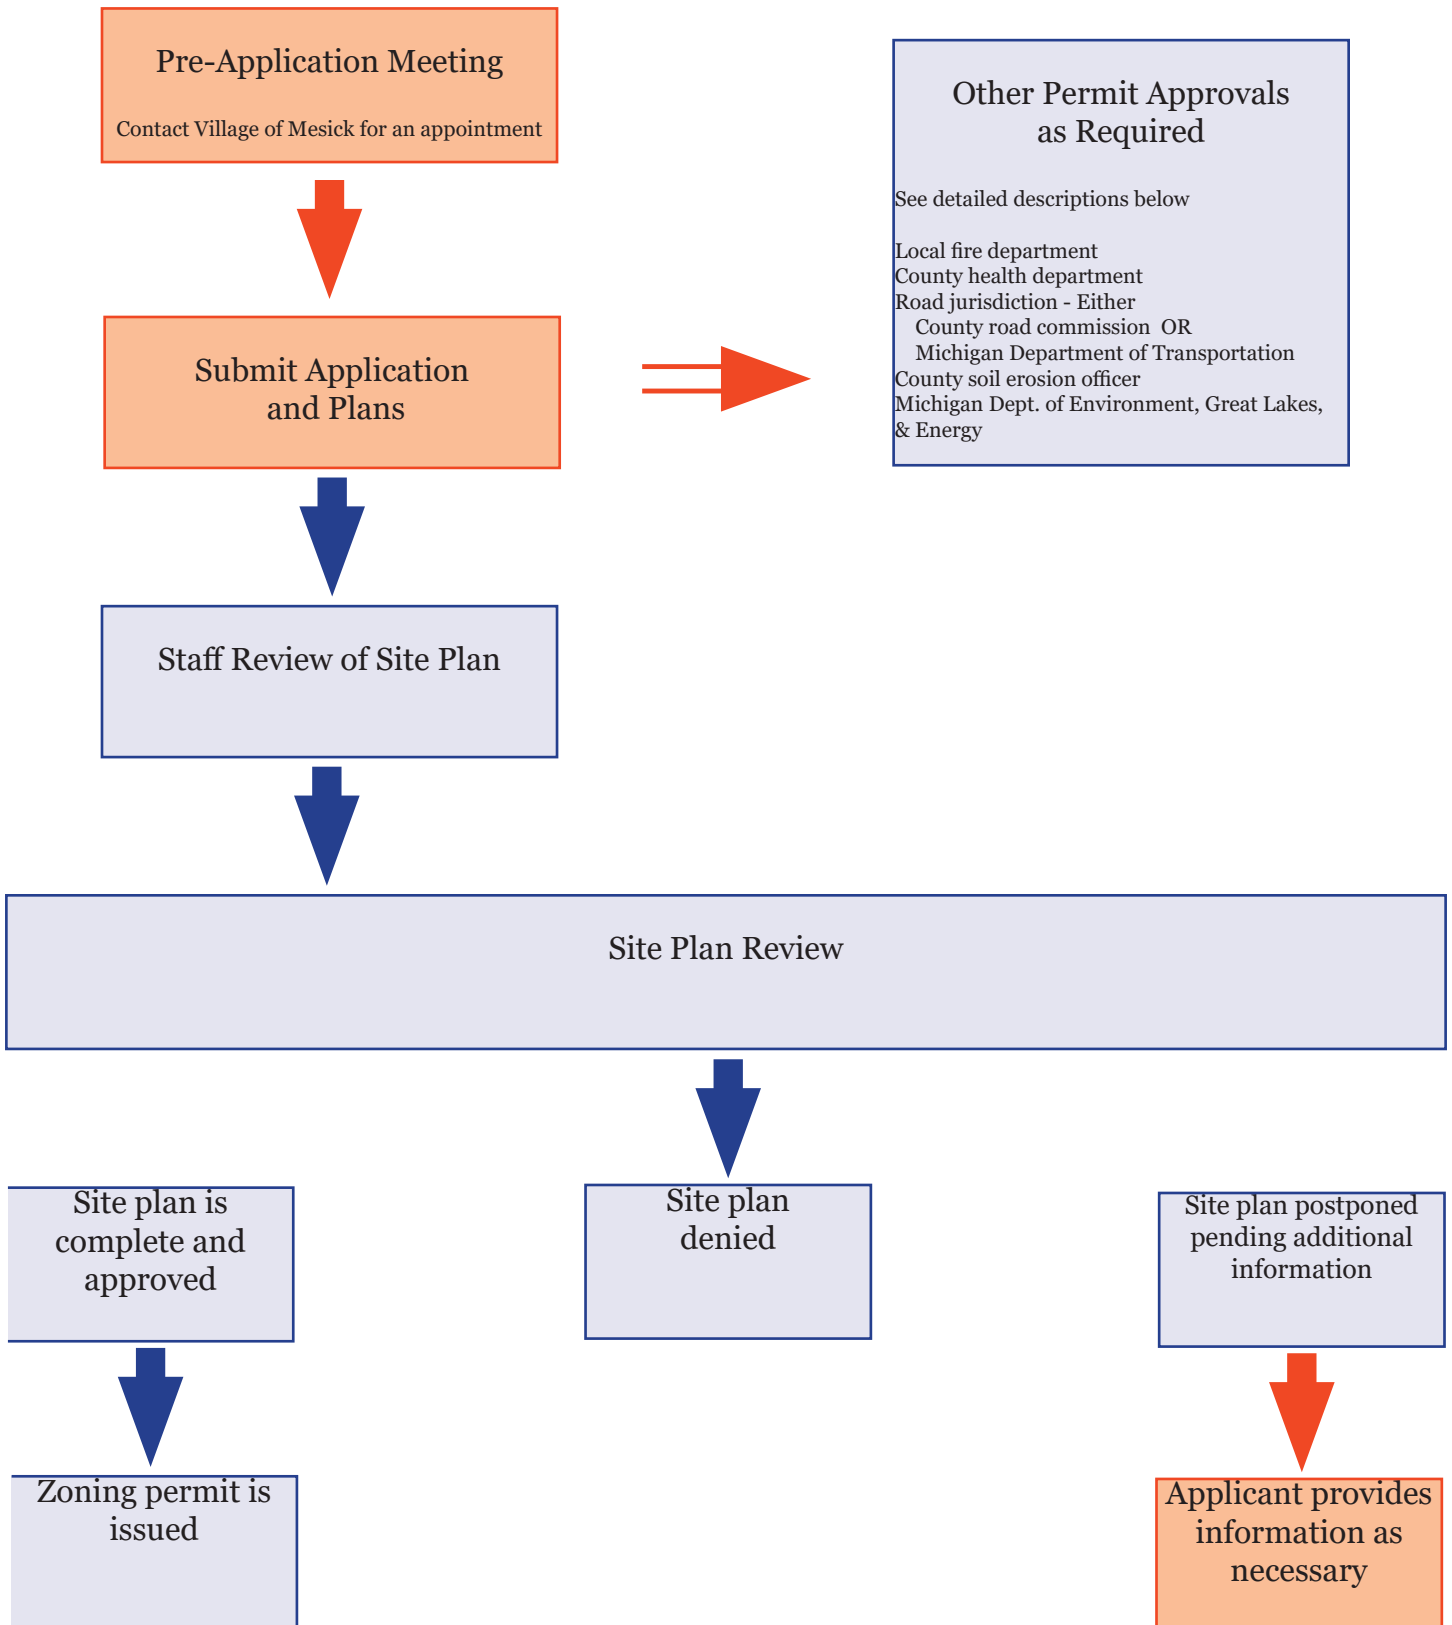 Pre-Application Meeting
Contact Village of Mesick for an appointment
Other Permit Approvals
as Required
See detailed descriptions below
Local fire department
County health department
Road jurisdiction - Either
County road commission OR
Michigan Department of Transportation
County soil erosion officer
Michigan Dept. of Environment, Great Lakes,
& Energy
Submit Application
and Plans
Staff Review of Site Plan
Site Plan Review
Site plan is
complete and
approved
Site plan
denied
Site plan postponed
pending additional
information
Zoning permit is
issued
Applicant provides
information as
necessary